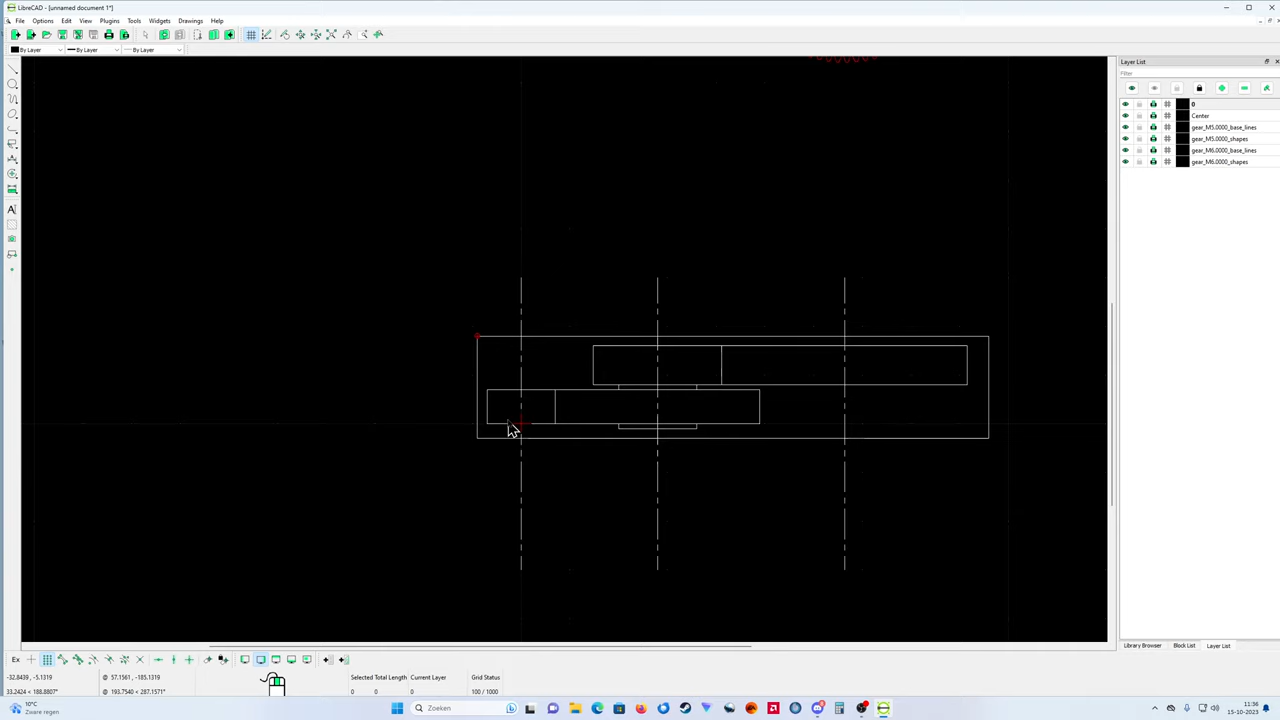 LibreCAD - [unnamed document 1*]
File Options Edit View Plugins Tools Widgets Drawings Help
By Layer By Layer By Layer
Layer List
Filter
0
Center
gear_M5.0000_base_lines
gear_M5.0000_shapes
gear_M6.0000_base_lines
gear_M6.0000_shapes
Library Browser Block List Layer List
Ex
-32.8439, -5.1319 @ 57.1561, -185.1319 Selected Total Length Current Layer Grid Status
33.2424 < 188.8807° @ 193.7540 < 287.1571° 0 0 0 100 / 1000
10°C
Zware regen
Zoeken
11:36
15-10-2023